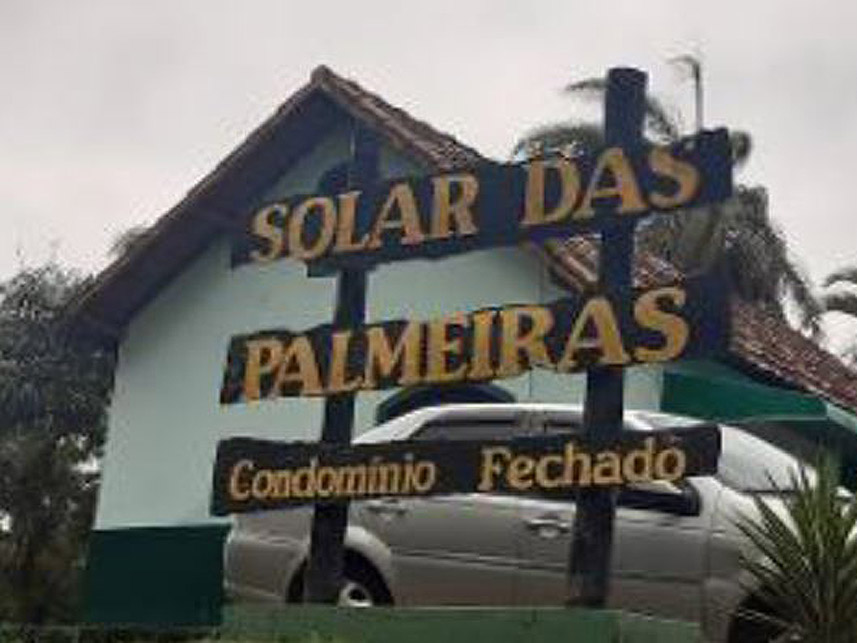 SOLAR DAS
PALMEIRAS
Condomínio Fechado